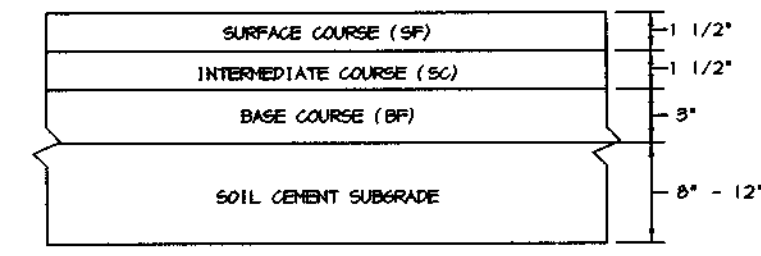 SURFACE COURSE (SF)
1 1/2"
INTERMEDIATE COURSE (SC)
1 1/2"
BASE COURSE (BF)
3"
SOIL CEMENT SUBGRADE
8" - 12"